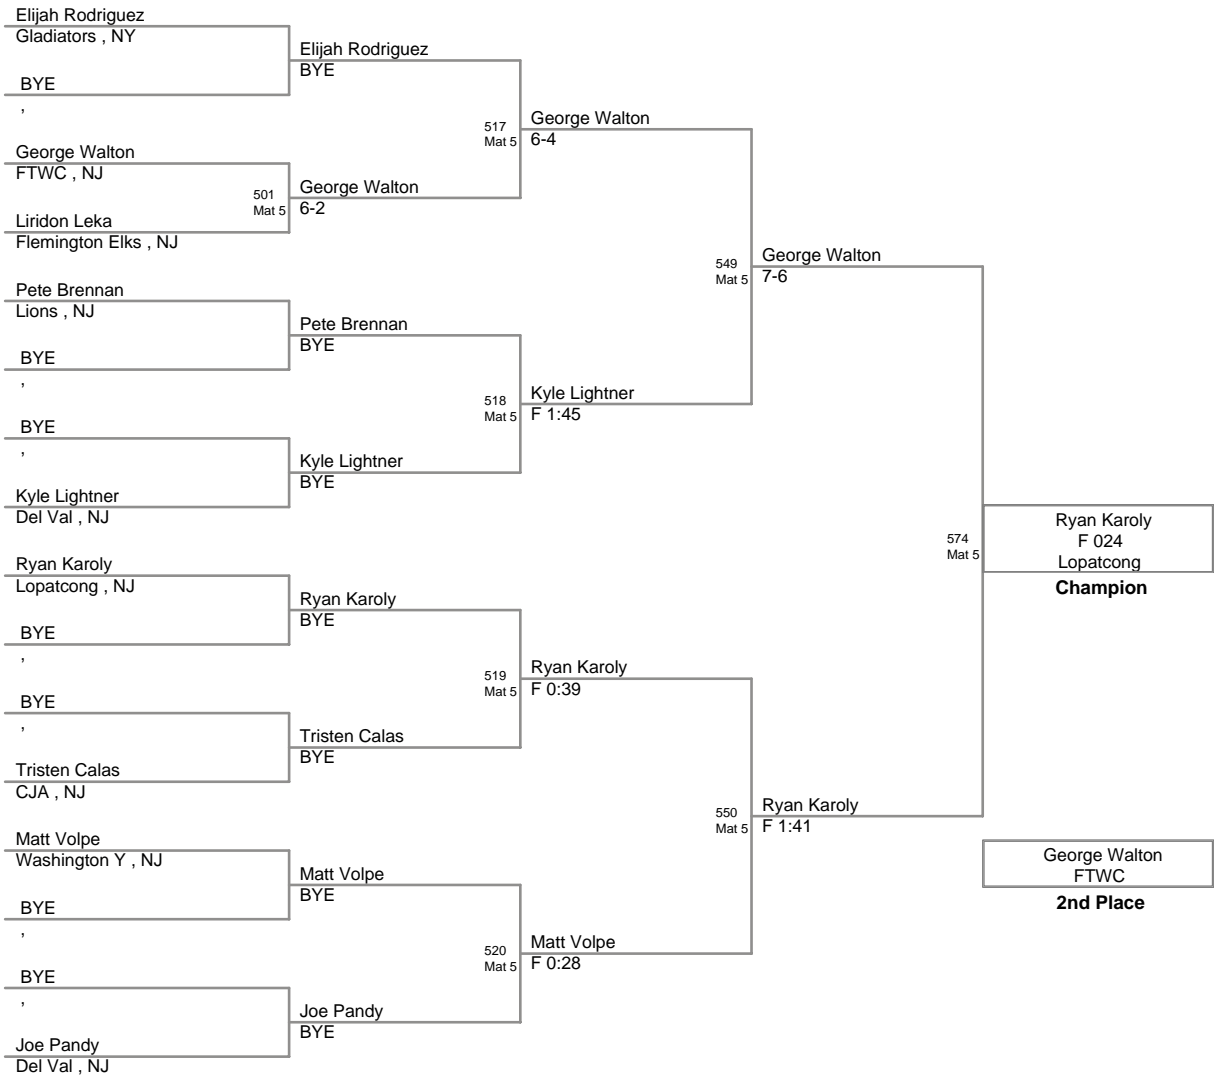 Elijah Rodriguez
Gladiators , NY
BYE
,
George Walton
FTWC , NJ
Liridon Leka
Flemington Elks , NJ
Pete Brennan
Lions , NJ
BYE
,
BYE
,
Kyle Lightner
Del Val , NJ
Ryan Karoly
Lopatcong , NJ
BYE
,
BYE
,
Tristen Calas
CJA , NJ
Matt Volpe
Washington Y , NJ
BYE
,
BYE
,
Joe Pandy
Del Val , NJ
Elijah Rodriguez
BYE
501
Mat 5
George Walton
6-2
Pete Brennan
BYE
Kyle Lightner
BYE
Ryan Karoly
BYE
Tristen Calas
BYE
Matt Volpe
BYE
Joe Pandy
BYE
517
Mat 5
George Walton
6-4
518
Mat 5
Kyle Lightner
F 1:45
519
Mat 5
Ryan Karoly
F 0:39
520
Mat 5
Matt Volpe
F 0:28
549
Mat 5
George Walton
7-6
550
Mat 5
Ryan Karoly
F 1:41
574
Mat 5
Ryan Karoly
F 024
Lopatcong
Champion
George Walton
FTWC
2nd Place